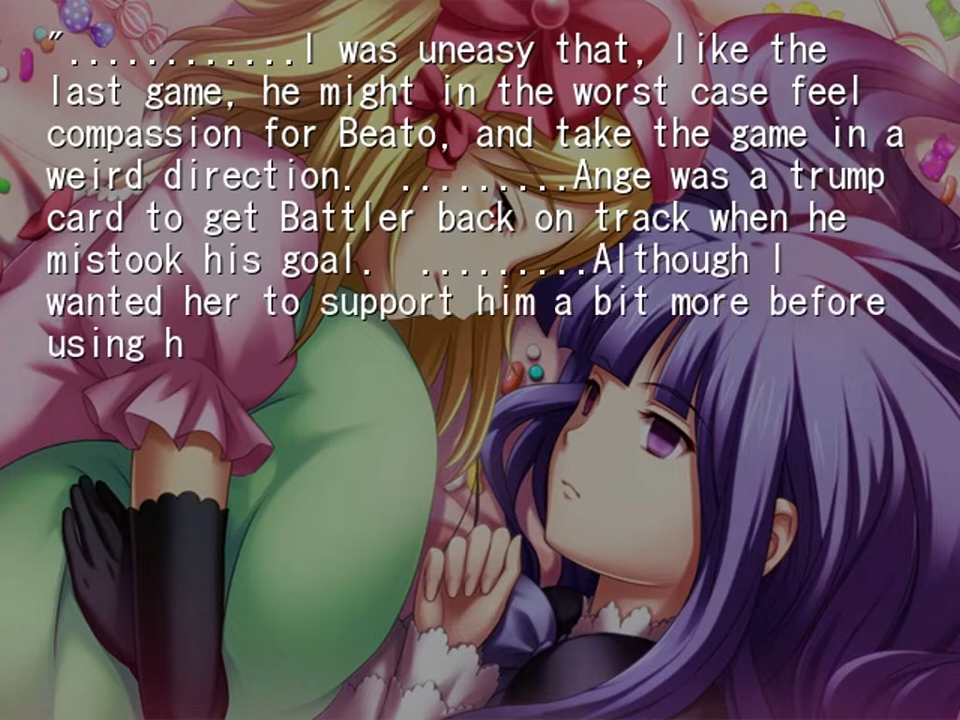 "............I was uneasy that, like the
last game, he might in the worst case feel
compassion for Beato, and take the game in a
weird direction.  .........Ange was a trump
card to get Battler back on track when he
mistook his goal.  .........Although I
wanted her to support him a bit more before
using h